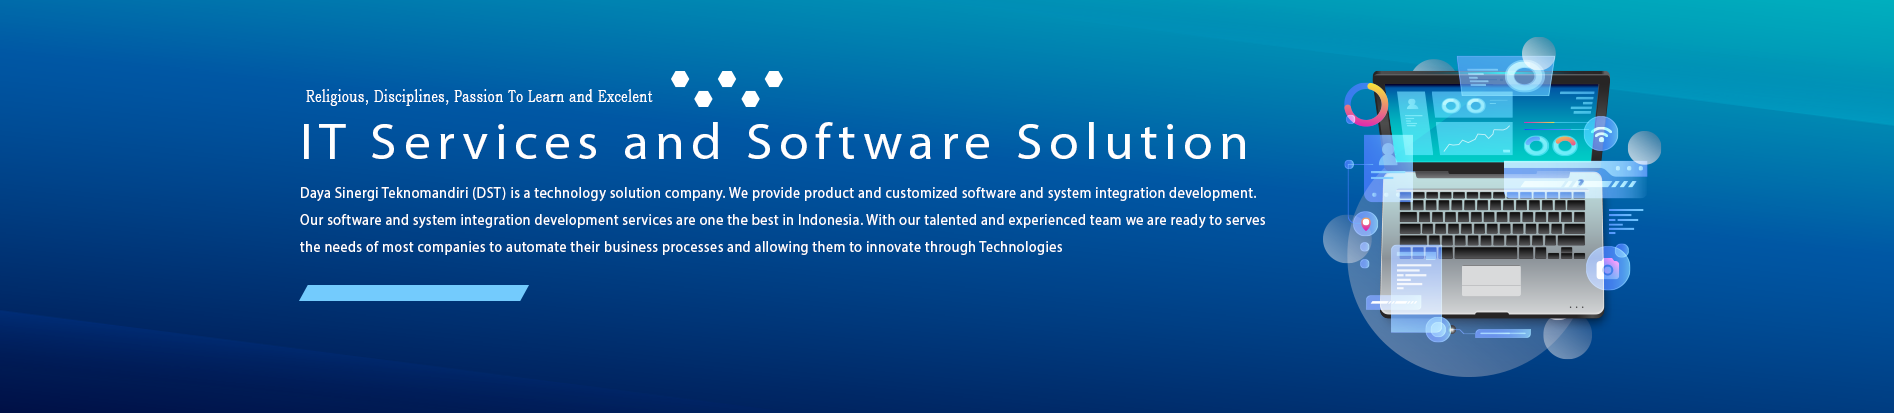 Religious, Disciplines, Passion To Learn and Excelent
IT Services and Software Solution
Daya Sinergi Teknomandiri (DST) is a technology solution company. We provide product and customized software and system integration development.
Our software and system integration development services are one the best in Indonesia. With our talented and experienced team we are ready to serves
the needs of most companies to automate their business processes and allowing them to innovate through Technologies